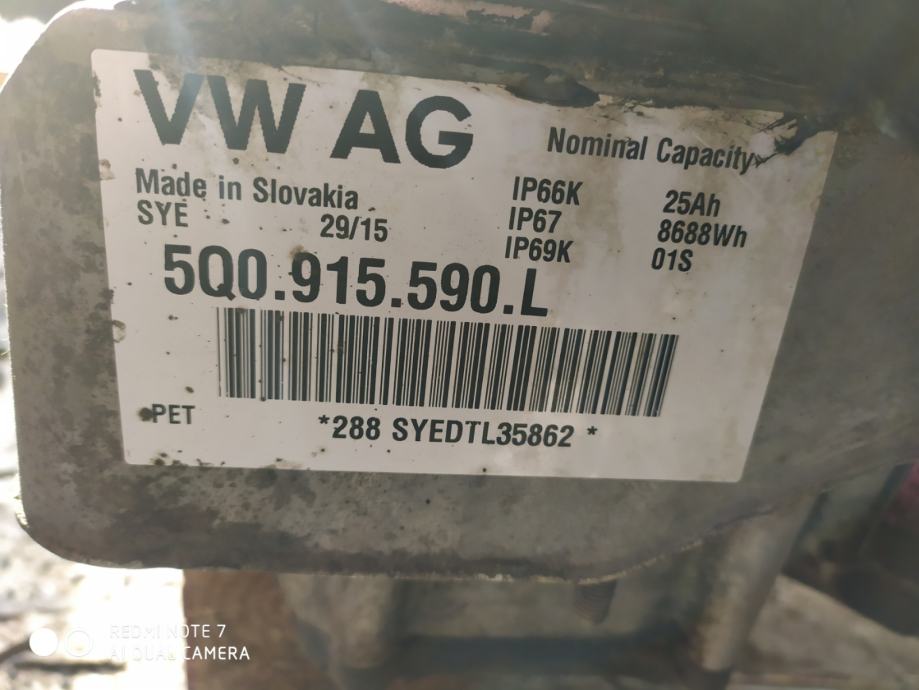 VW AG
Nominal Capacity
Made in Slovakia IP66K 25Ah
SYE 29/15 IP67 8688Wh
IP69K 01S
5Q0.915.590.L
PET *288 SYEDTL35862 *
REDMI NOTE 7
AI DUAL CAMERA